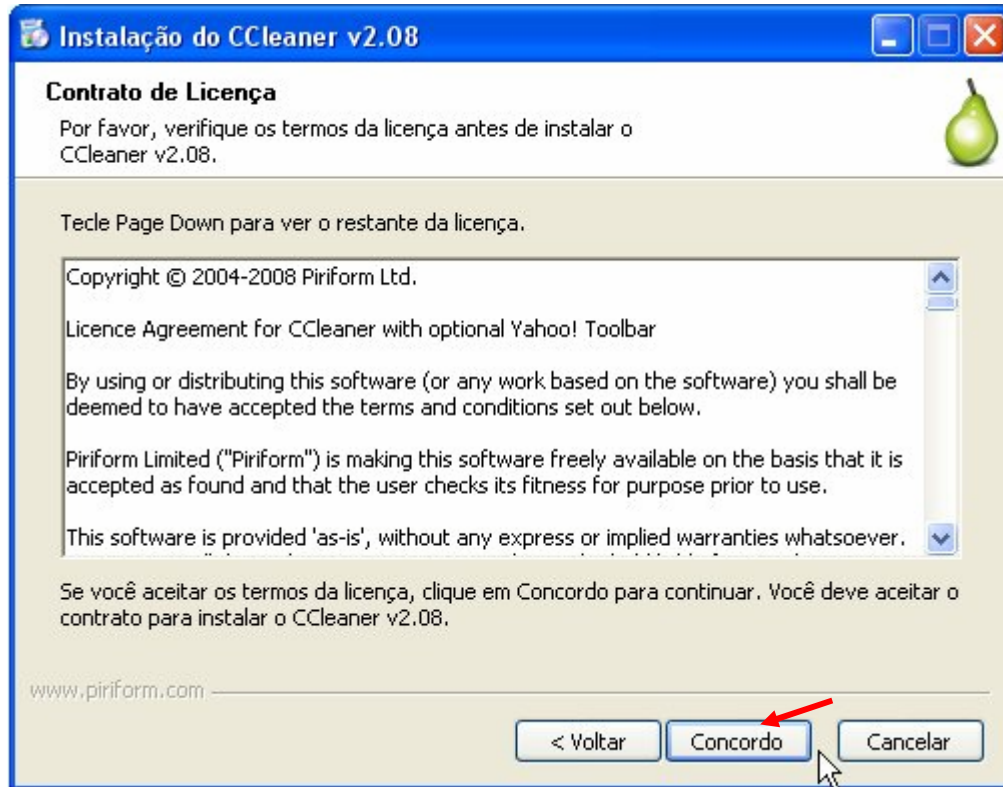 Instalação do CCleaner v2.08
Contrato de Licença
Por favor, verifique os termos da licença antes de instalar o
CCleaner v2.08.
Tecle Page Down para ver o restante da licença.
Copyright © 2004-2008 Piriform Ltd.
Licence Agreement for CCleaner with optional Yahoo! Toolbar
By using or distributing this software (or any work based on the software) you shall be
deemed to have accepted the terms and conditions set out below.
Piriform Limited ("Piriform") is making this software freely available on the basis that it is
accepted as found and that the user checks its fitness for purpose prior to use.
This software is provided 'as-is', without any express or implied warranties whatsoever.
Se você aceitar os termos da licença, clique em Concordo para continuar. Você deve aceitar o
contrato para instalar o CCleaner v2.08.
www.piriform.com
< Voltar
Concordo
Cancelar